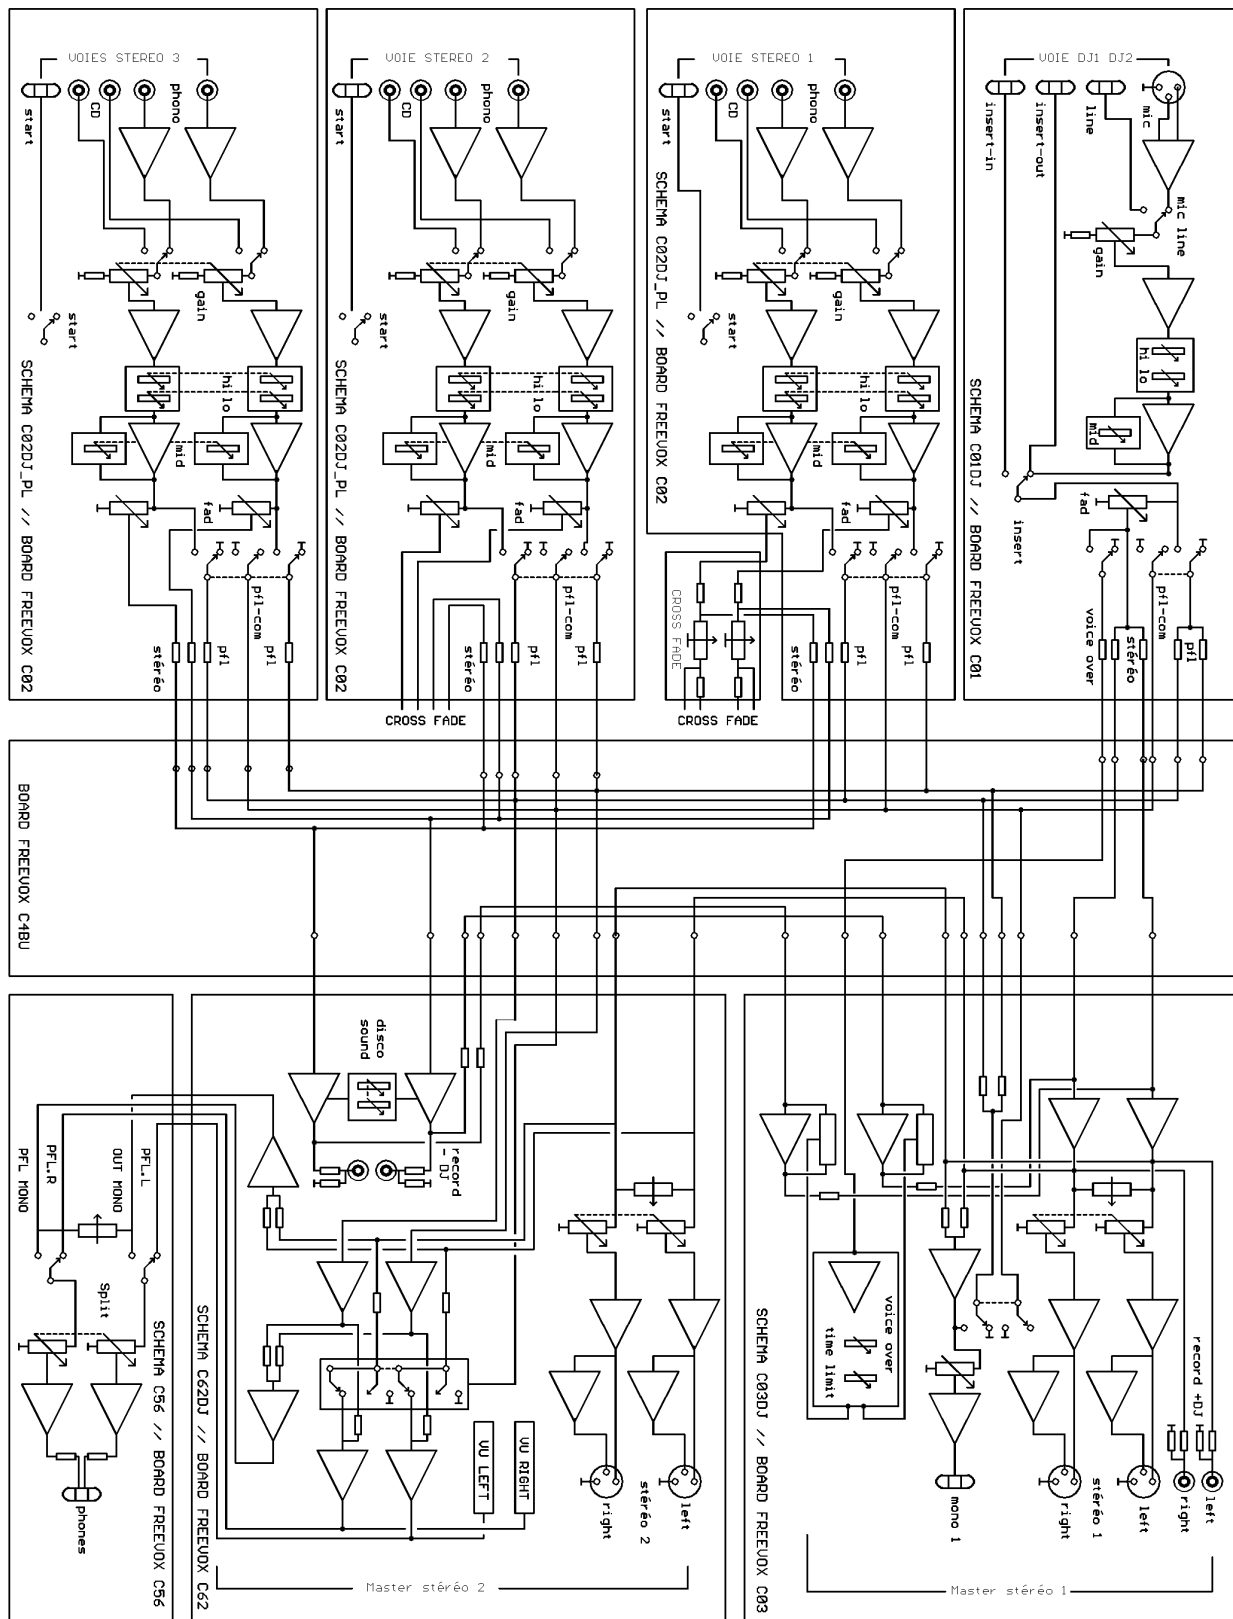 VOIES STEREO 3
start
CD
phono
start
gain
hi lo
mid
fad
pfl-com
stéréo
pfl
pfl
SCHEMA C02DJ_PL // BOARD FREEVOX C02
VOIE STEREO 2
start
CD
phono
start
gain
hi lo
mid
fad
pfl-com
stéréo
pfl
pfl
SCHEMA C02DJ_PL // BOARD FREEVOX C02
CROSS FADE
VOIE STEREO 1
start
CD
phono
start
gain
hi lo
mid
fad
pfl-com
stéréo
pfl
pfl
SCHEMA C02DJ_PL // BOARD FREEVOX C02
CROSS FADE
CROSS FADE
VOIE DJ1 DJ2
insert-in
insert-out
line
mic
mic line
gain
hi
lo
mid
fad
insert
pfl-com
voice over
stéréo
pfl
SCHEMA C01DJ // BOARD FREEVOX C01
BOARD FREEVOX C4BU
PFL MONO
PFL.R
OUT MONO
PFL.L
Split
phones
SCHEMA C56 // BOARD FREEVOX C56
disco
sound
record
- DJ
VU LEFT
VU RIGHT
right
stéréo 2
left
SCHEMA C62DJ // BOARD FREEVOX C62
Master stéréo 2
voice over
time limit
mono 1
right
stéréo 1
left
record +DJ
right
left
SCHEMA C03DJ // BOARD FREEVOX C03
Master stéréo 1